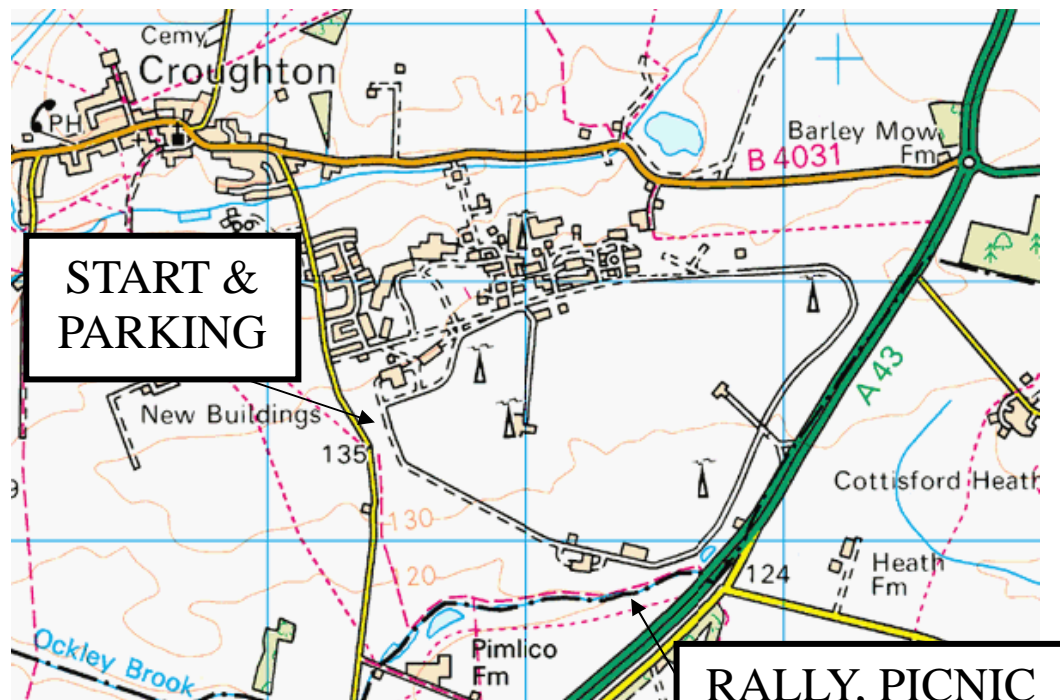 Cemy
Croughton
PH
120
Barley Mow
Fm
B 4031
START &
PARKING
A 43
New Buildings
135
Cottisford Heath
9
130
120
124
Heath
Fm
Pimlico
Fm
Ockley Brook
RALLY, PICNIC